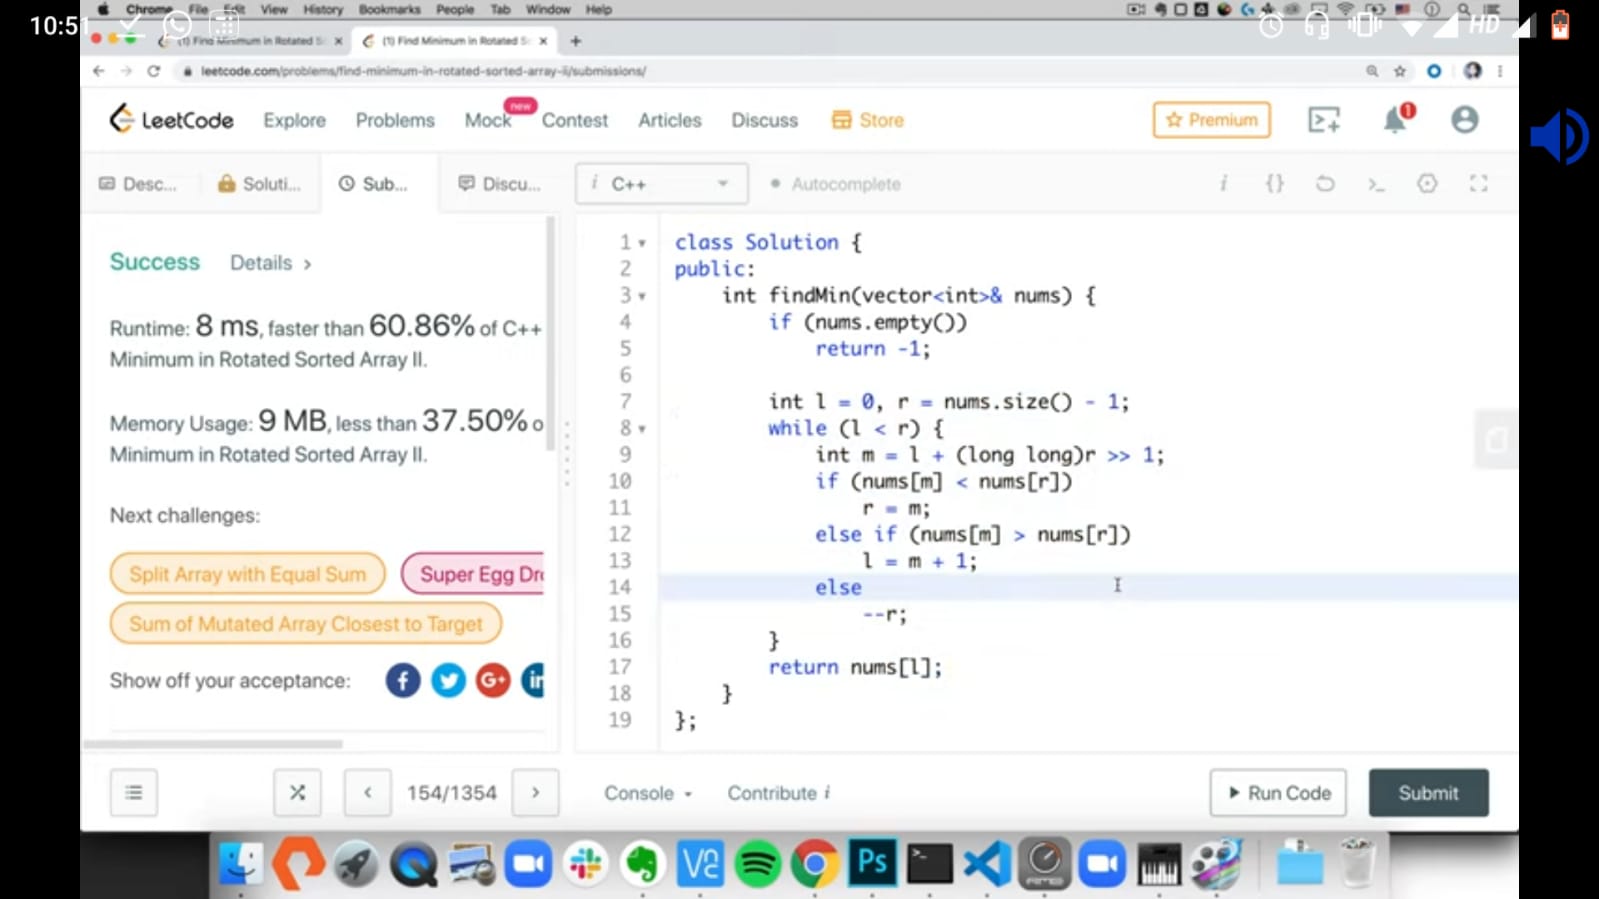 Chrome File Edit View History Bookmarks People Tab Window Help
10:51
HD
(1) Find Minimum in Rotated S
(1) Find Minimum in Rotated S
leetcode.com/problems/find-minimum-in-rotated-sorted-array-ii/submissions/
LeetCode Explore Problems Mock new Contest Articles Discuss Store Premium 1
Desc... Soluti... Sub... Discu... i C++ Autocomplete i {} >_
Success Details >
Runtime: 8 ms, faster than 60.86% of C++
Minimum in Rotated Sorted Array II.
Memory Usage: 9 MB, less than 37.50% o
Minimum in Rotated Sorted Array II.
Next challenges:
Split Array with Equal Sum Super Egg Dr
Sum of Mutated Array Closest to Target
Show off your acceptance: f G+ in
1 class Solution {
2 public:
3 int findMin(vector<int>& nums) {
4 if (nums.empty())
5 return -1;
6
7 int l = 0, r = nums.size() - 1;
8 while (l < r) {
9 int m = l + (long long)r >> 1;
10 if (nums[m] < nums[r])
11 r = m;
12 else if (nums[m] > nums[r])
13 l = m + 1;
14 else
15 --r;
16 }
17 return nums[l];
18 }
19 };
154/1354 Console Contribute i Run Code Submit
Ps